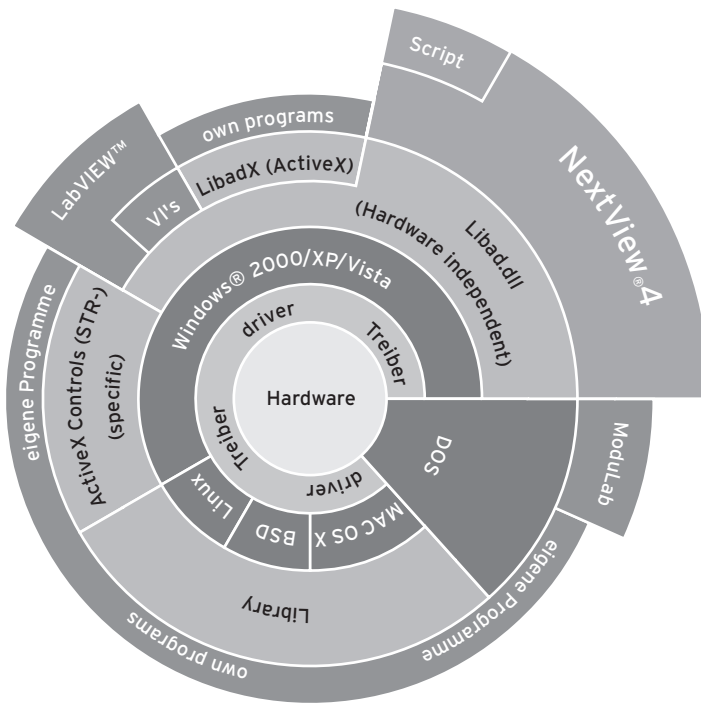 Script
NextView®4
own programs
LabVIEW™
VI's
LibadX (ActiveX)
Libad.dll
(Hardware independent)
Windows® 2000/XP/Vista
driver
Treiber
Hardware
eigene Programme
ActiveX Controls (STR-)
(specific)
Treiber
driver
DOS
ModuLab
Linux
BSD
MAC OS X
Library
own programs
eigene Programme